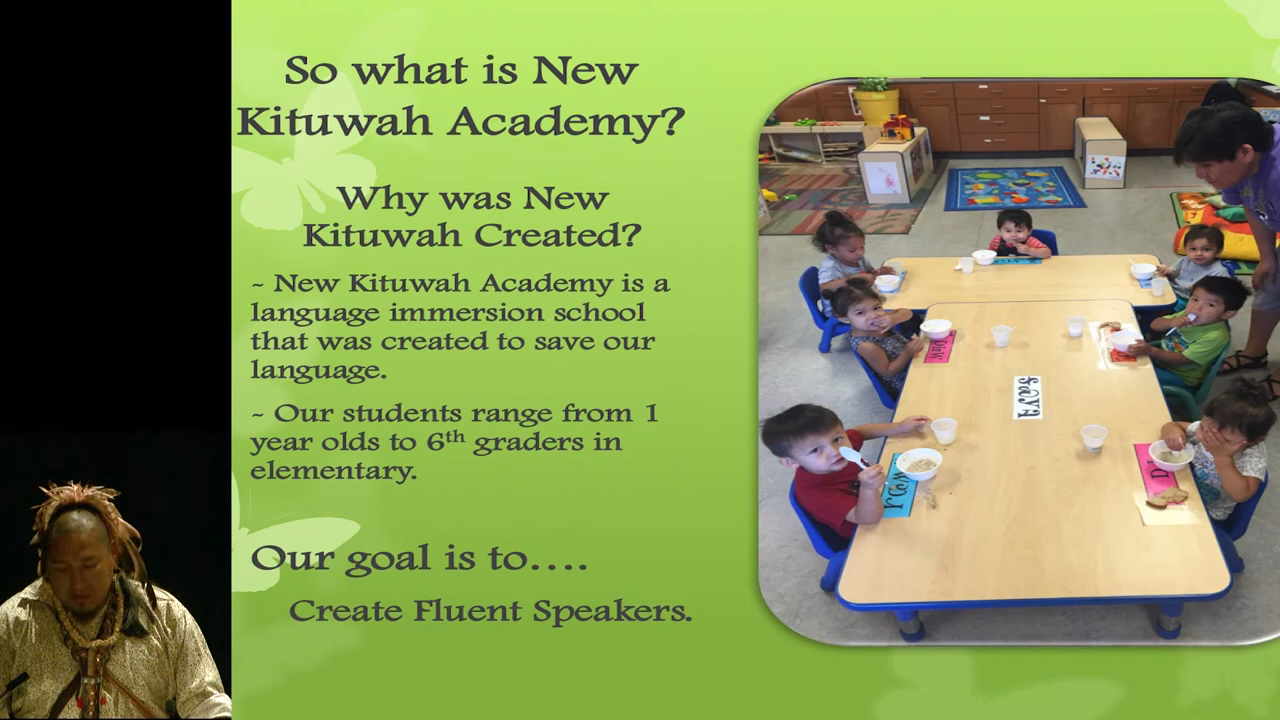 So what is New
Kituwah Academy?
Why was New
Kituwah Created?
~ New Kituwah Academy is a
language immersion school
that was created to save our
language.
~ Our students range from 1
year olds to 6th graders in
elementary.
Our goal is to….
Create Fluent Speakers.